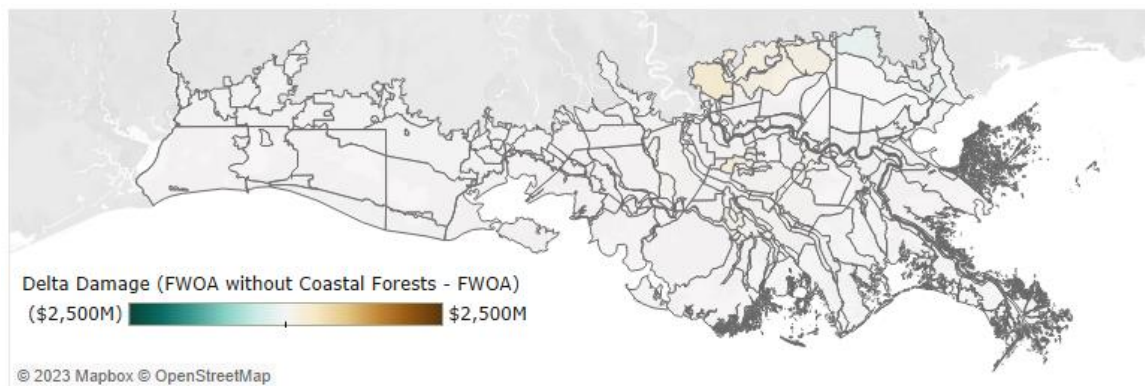 Delta Damage (FWOA without Coastal Forests - FWOA)
($2,500M) $2,500M
© 2023 Mapbox © OpenStreetMap